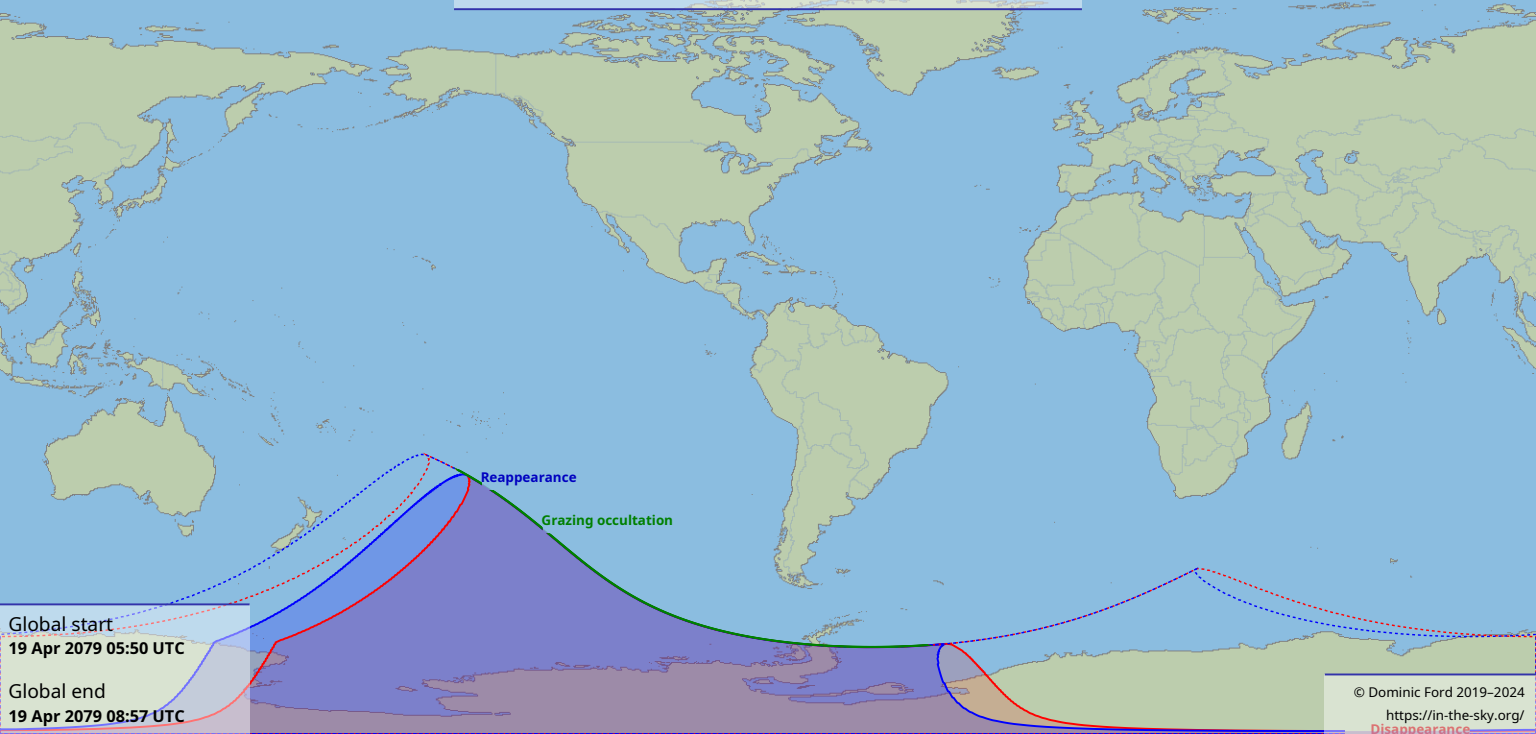 Reappearance
Grazing occultation
Global start
19 Apr 2079 05:50 UTC
Global end
19 Apr 2079 08:57 UTC
© Dominic Ford 2019–2024
https://in-the-sky.org/
Disappearance